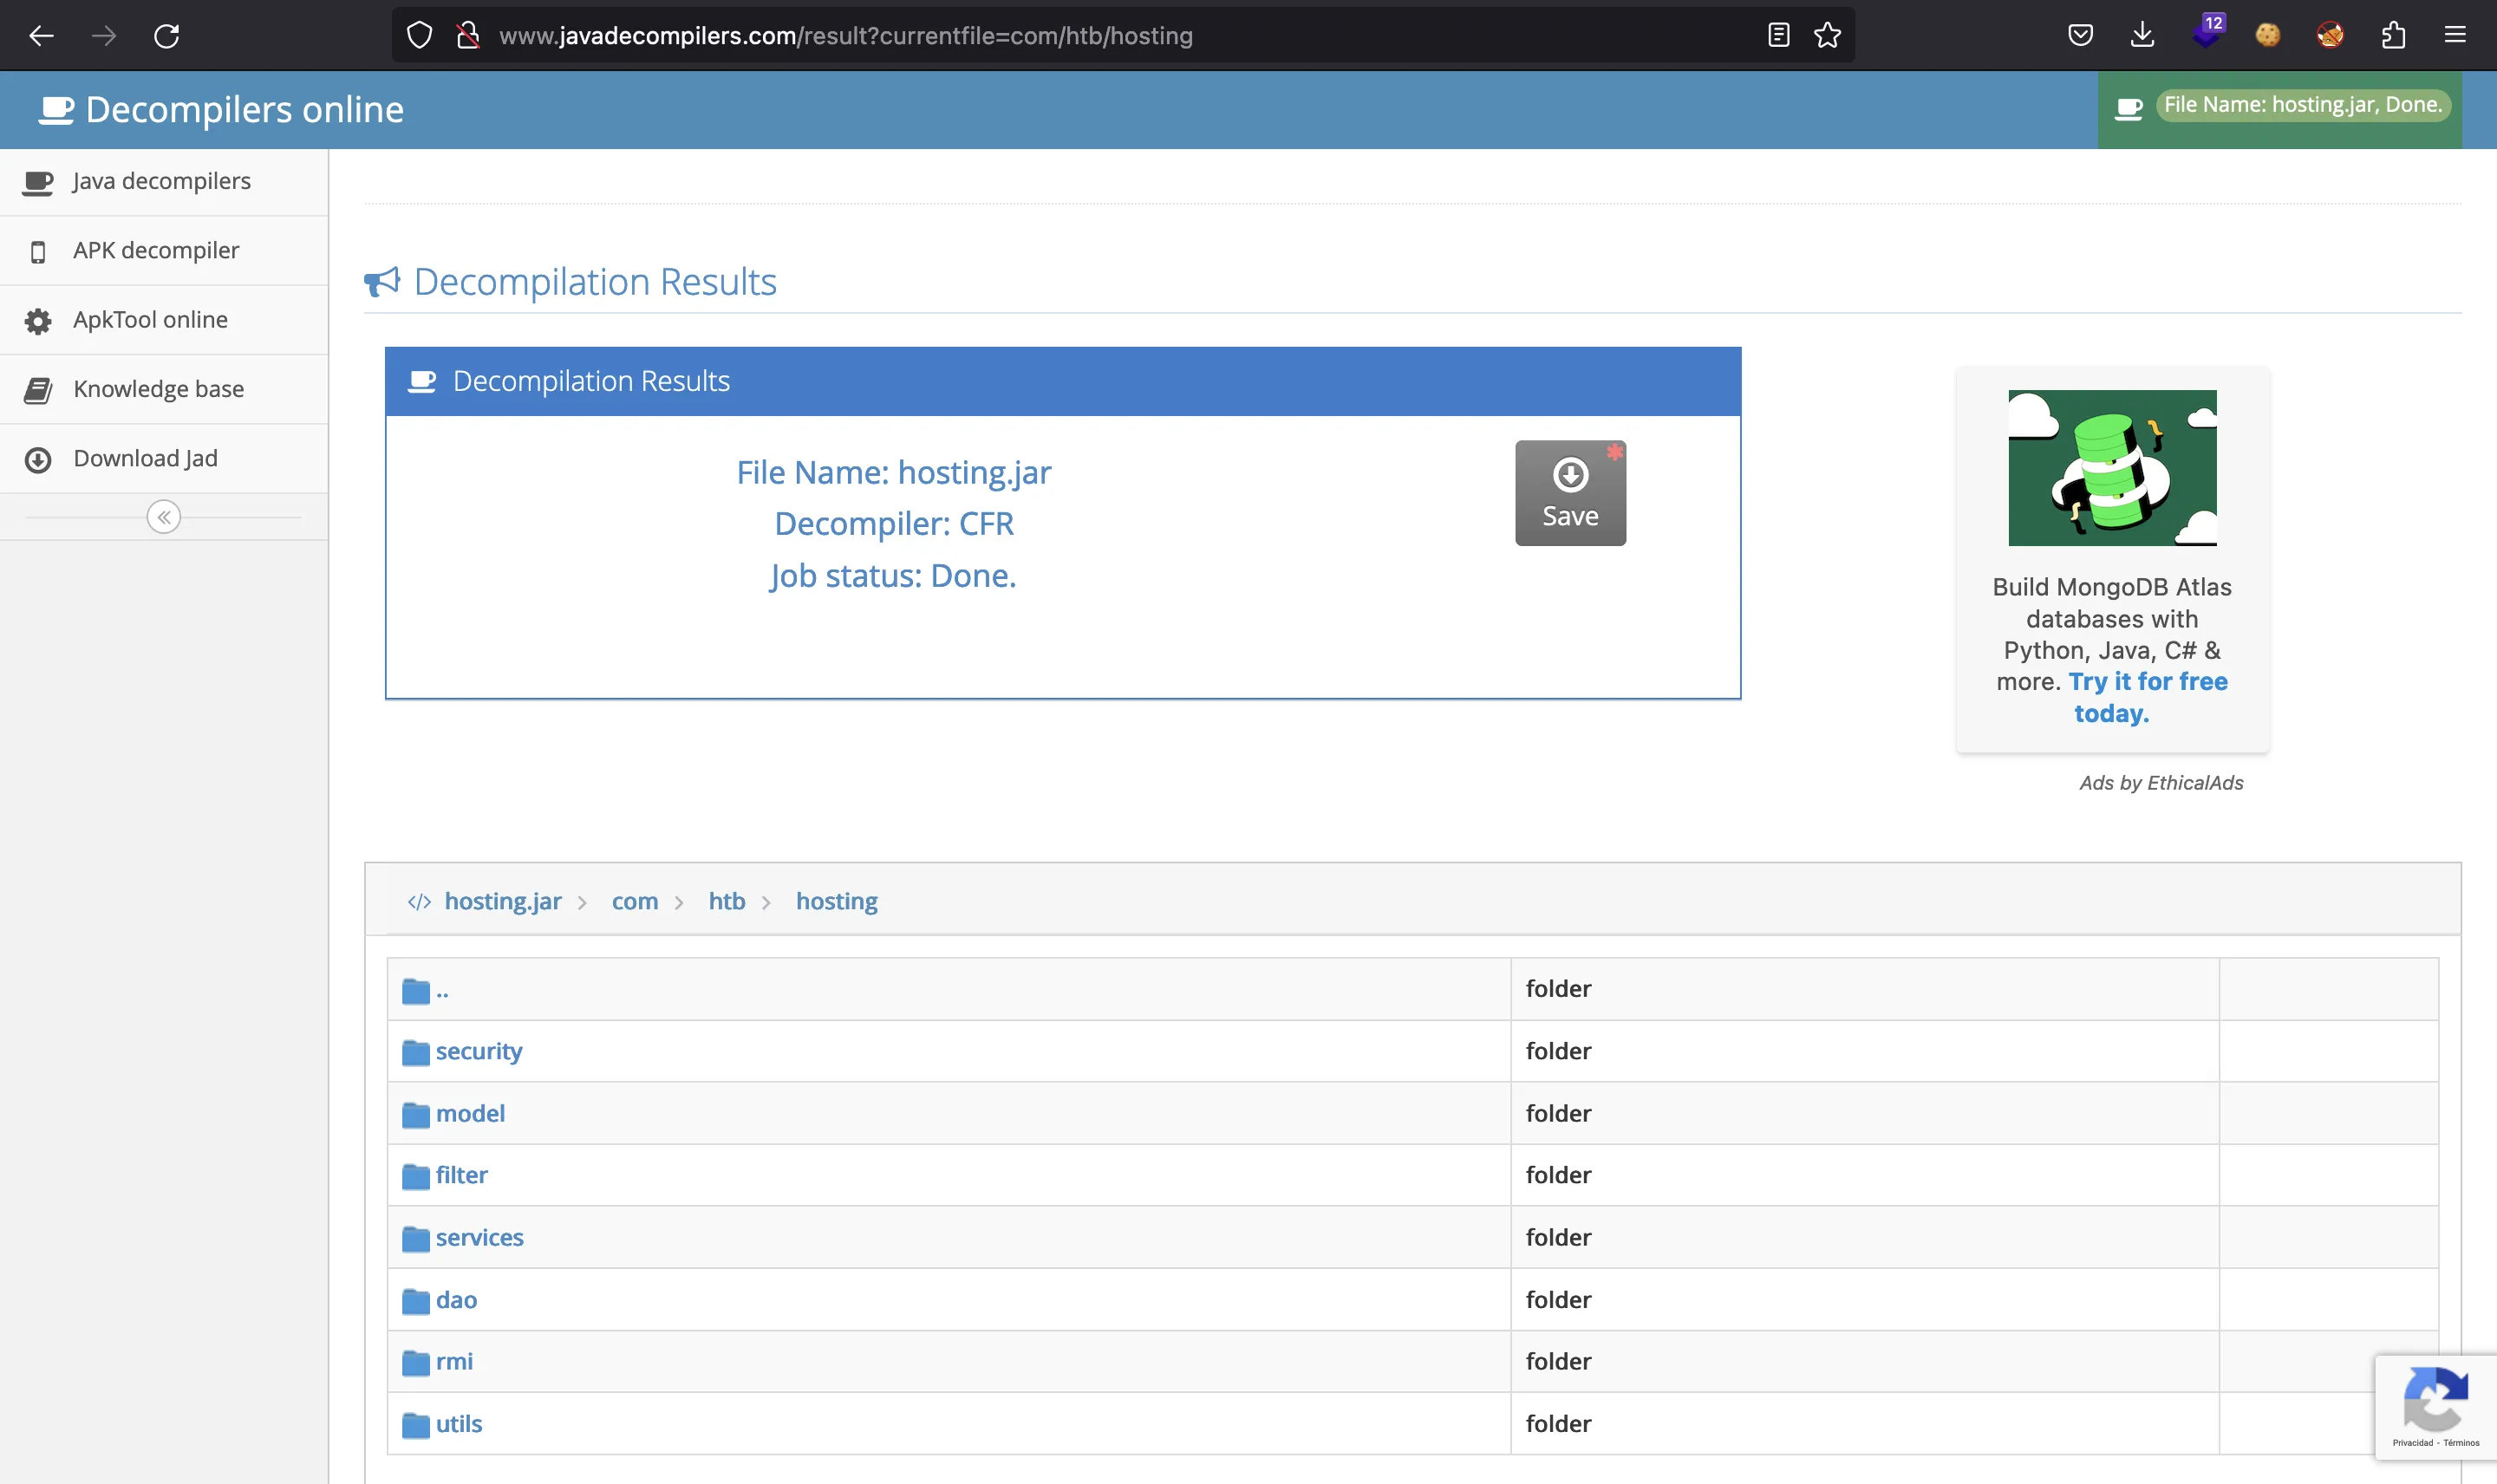 www.javadecompilers.com/result?currentfile=com/htb/hosting
12
Decompilers online
File Name: hosting.jar, Done.
Java decompilers
APK decompiler
ApkTool online
Knowledge base
Download Jad
Decompilation Results
Decompilation Results
File Name: hosting.jar
Decompiler: CFR
Job status: Done.
Save
Build MongoDB Atlas
databases with
Python, Java, C# &
more. Try it for free
today.
Ads by EthicalAds
</> hosting.jar > com > htb > hosting
.. folder
security folder
model folder
filter folder
services folder
dao folder
rmi folder
utils folder
Privacidad - Términos